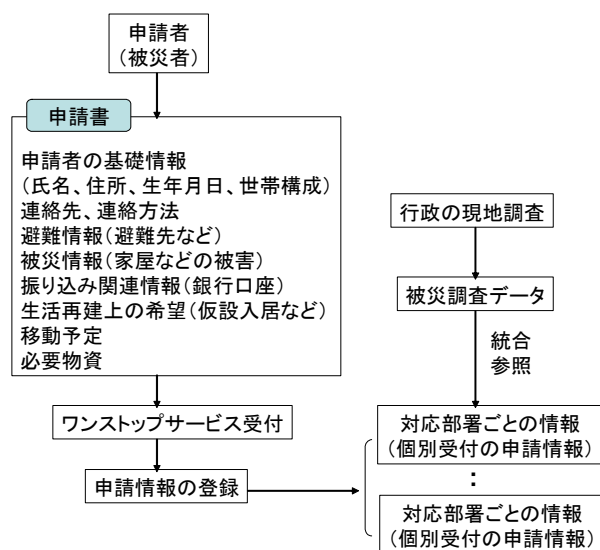 申請者
(被災者)
申請書
申請者の基礎情報
(氏名、住所、生年月日、世帯構成)
連絡先、連絡方法
避難情報(避難先など)
被災情報(家屋などの被害)
振り込み関連情報(銀行口座)
生活再建上の希望(仮設入居など)
移動予定
必要物資
ワンストップサービス受付
申請情報の登録
行政の現地調査
被災調査データ
統合
参照
対応部署ごとの情報
(個別受付の申請情報)
：
対応部署ごとの情報
(個別受付の申請情報)